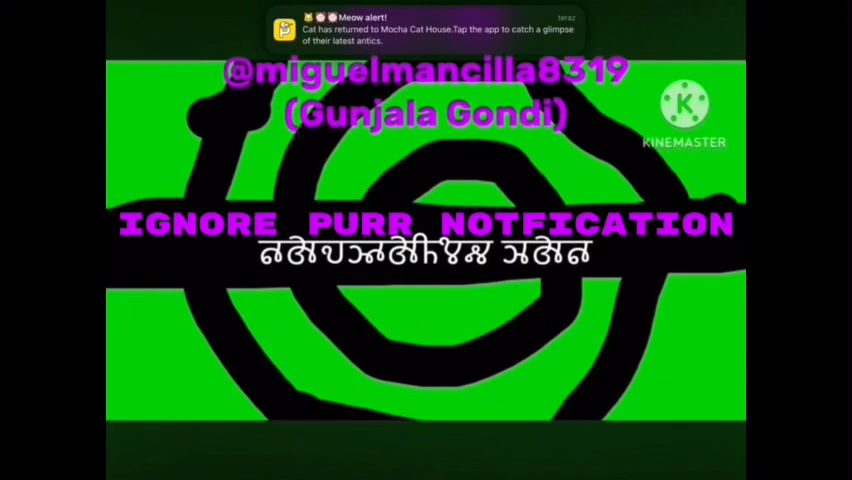 🐱⏰⏰Meow alert!
teraz
Cat has returned to Mocha Cat House.Tap the app to catch a glimpse
of their latest antics.
@miguelmancilla8319
(Gunjala Gondi)
KINEMASTER
IGNORE PURR NOTFICATION